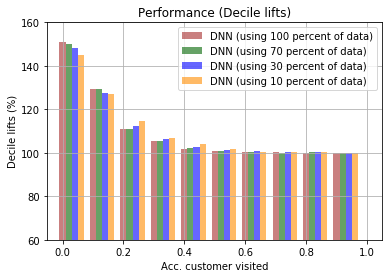 Performance (Decile lifts)
DNN (using 100 percent of data)
DNN (using 70 percent of data)
DNN (using 30 percent of data)
DNN (using 10 percent of data)
Decile lifts (%)
160
140
120
100
80
60
0.0 0.2 0.4 0.6 0.8 1.0
Acc. customer visited